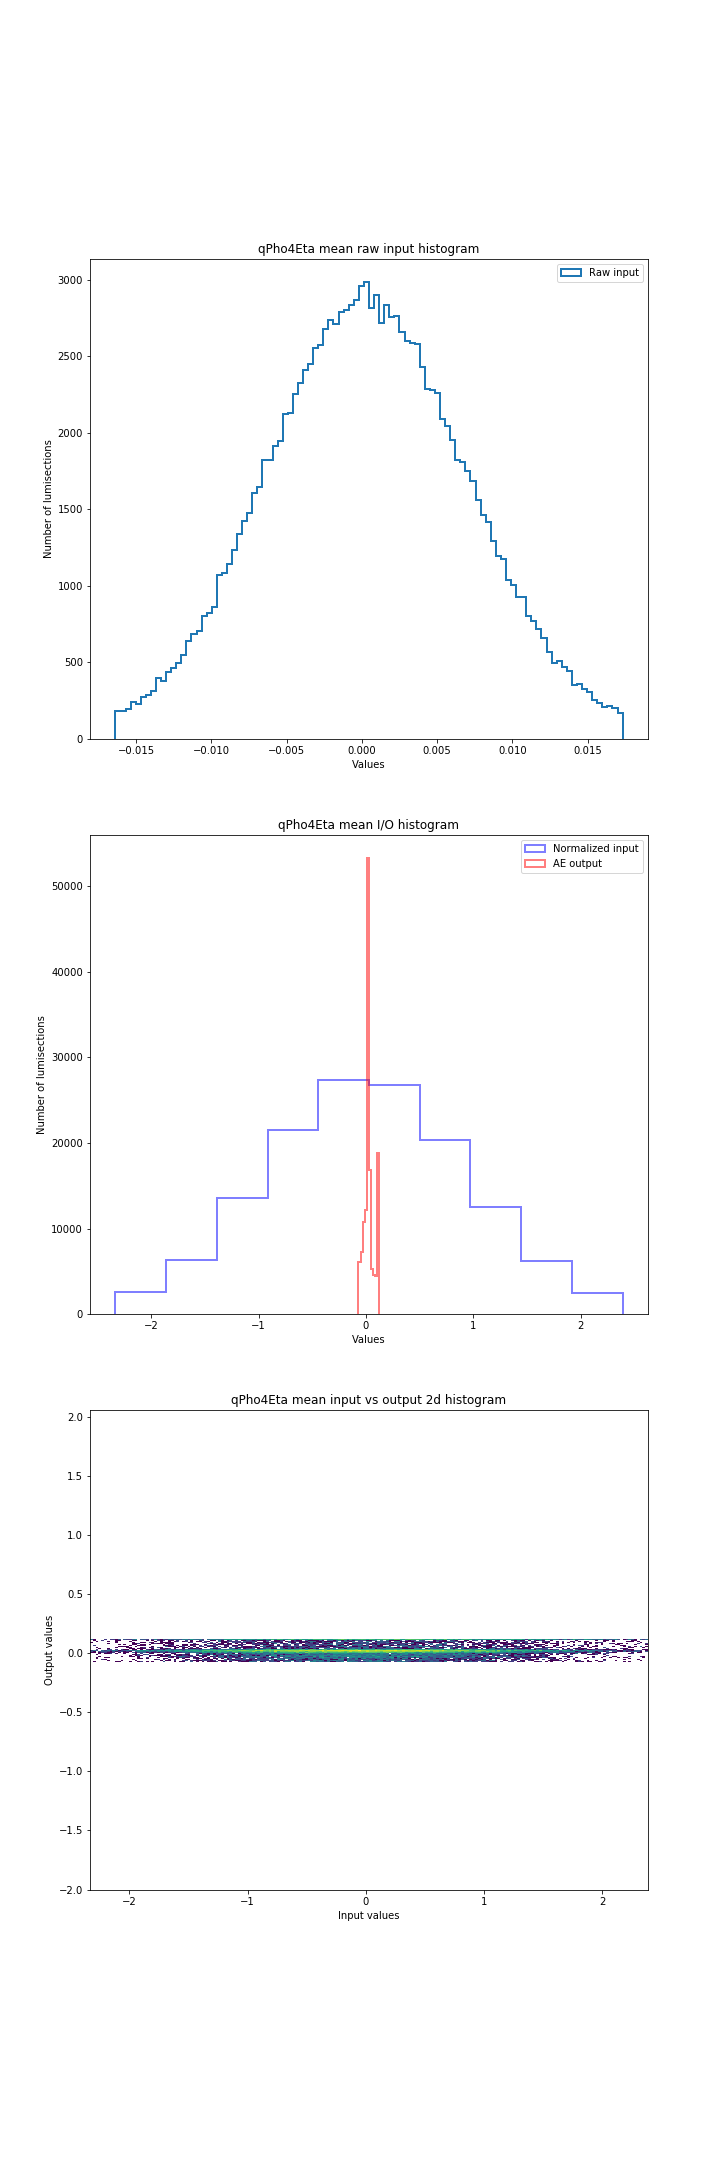 qPho4Eta mean raw input histogram
Raw input
3000
2500
2000
1500
1000
500
0
Number of lumisections
−0.015 −0.010 −0.005 0.000 0.005 0.010 0.015
Values
qPho4Eta mean I/O histogram
Normalized input
AE output
50000
40000
30000
20000
10000
0
Number of lumisections
−2 −1 0 1 2
Values
qPho4Eta mean input vs output 2d histogram
2.0
1.5
1.0
0.5
0.0
−0.5
−1.0
−1.5
−2.0
Output values
−2 −1 0 1 2
Input values